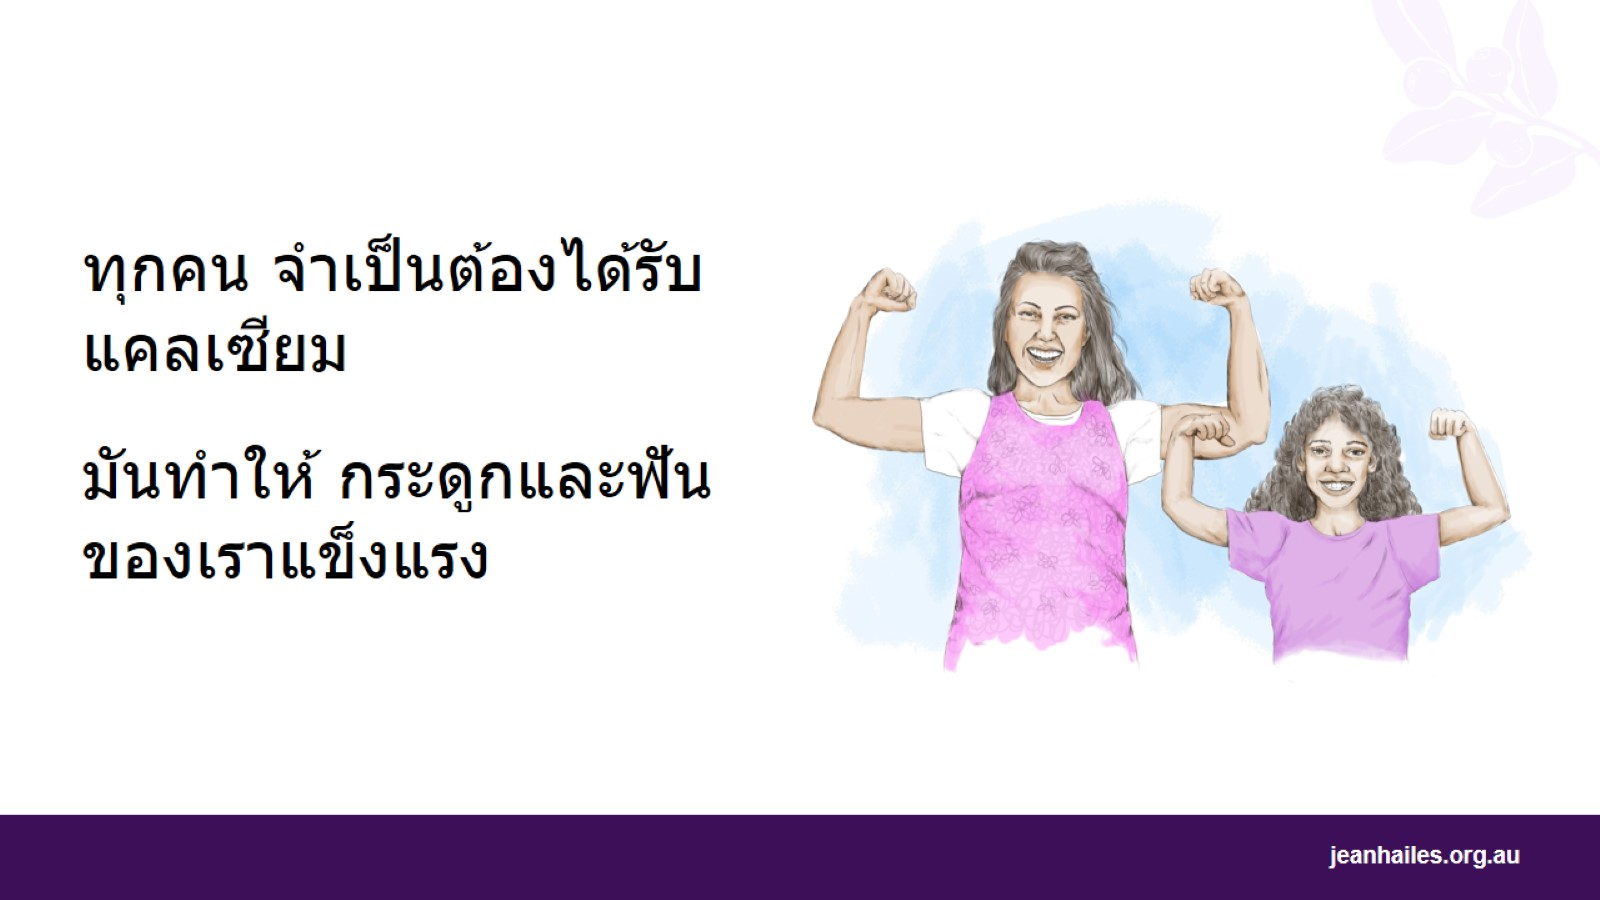 ทุกคน จำเป็นต้องได้รับ
แคลเซียม
มันทำให้ กระดูกและฟัน
ของเราแข็งแรง
jeanhailes.org.au